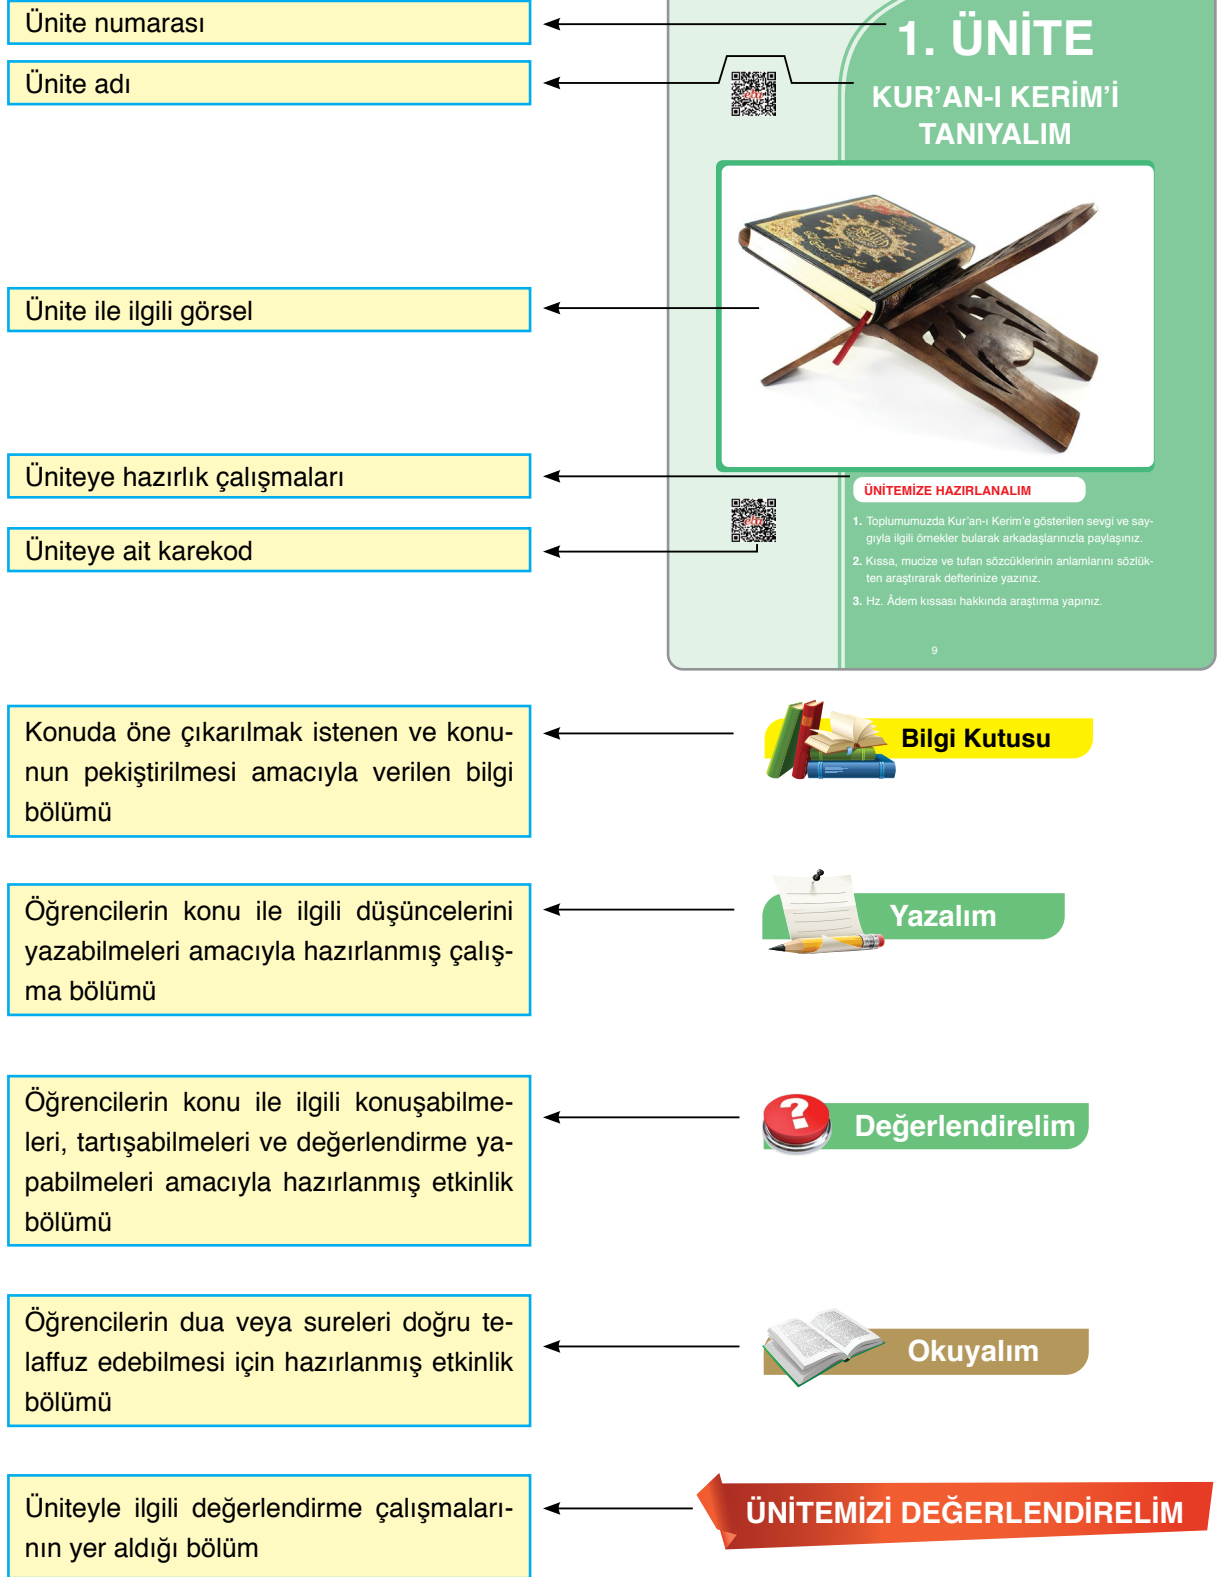 Ünite numarası
1. ÜNİTE
Ünite adı
KUR’AN-I KERİM’İ
TANIYALIM
eba
Ünite ile ilgili görsel
Üniteye hazırlık çalışmaları
ÜNİTEMİZE HAZIRLANALIM
eba
1. Toplumumuzda Kur’an-ı Kerim’e gösterilen sevgi ve say-
gıyla ilgili örnekler bularak arkadaşlarınızla paylaşınız.
Üniteye ait karekod
2. Kıssa, mucize ve tufan sözcüklerinin anlamlarını sözlük-
ten araştırarak defterinize yazınız.
3. Hz. Âdem kıssası hakkında araştırma yapınız.
9
Konuda öne çıkarılmak istenen ve konu-
nun pekiştirilmesi amacıyla verilen bilgi
bölümü
Bilgi Kutusu
Öğrencilerin konu ile ilgili düşüncelerini
yazabilmeleri amacıyla hazırlanmış çalış-
ma bölümü
Yazalım
Öğrencilerin konu ile ilgili konuşabilme-
leri, tartışabilmeleri ve değerlendirme ya-
pabilmeleri amacıyla hazırlanmış etkinlik
bölümü
?
Değerlendirelim
Öğrencilerin dua veya sureleri doğru te-
laffuz edebilmesi için hazırlanmış etkinlik
bölümü
Okuyalım
Üniteyle ilgili değerlendirme çalışmaları-
nın yer aldığı bölüm
ÜNİTEMİZİ DEĞERLENDİRELİM